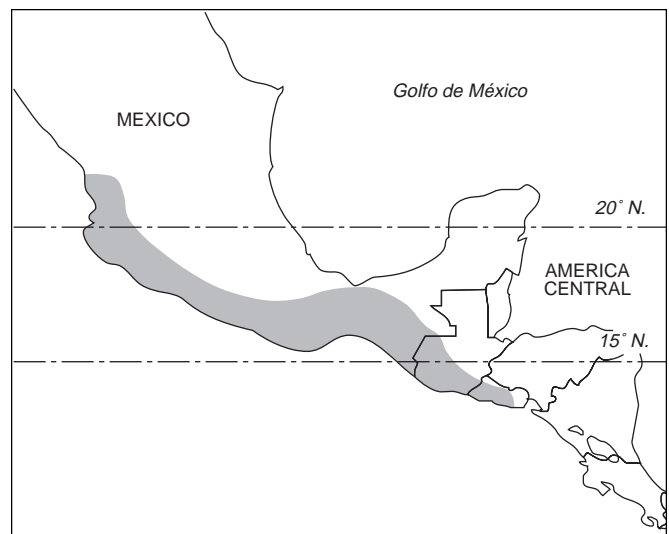 Golfo de México
MEXICO
20° N.
AMERICA
CENTRAL
15° N.